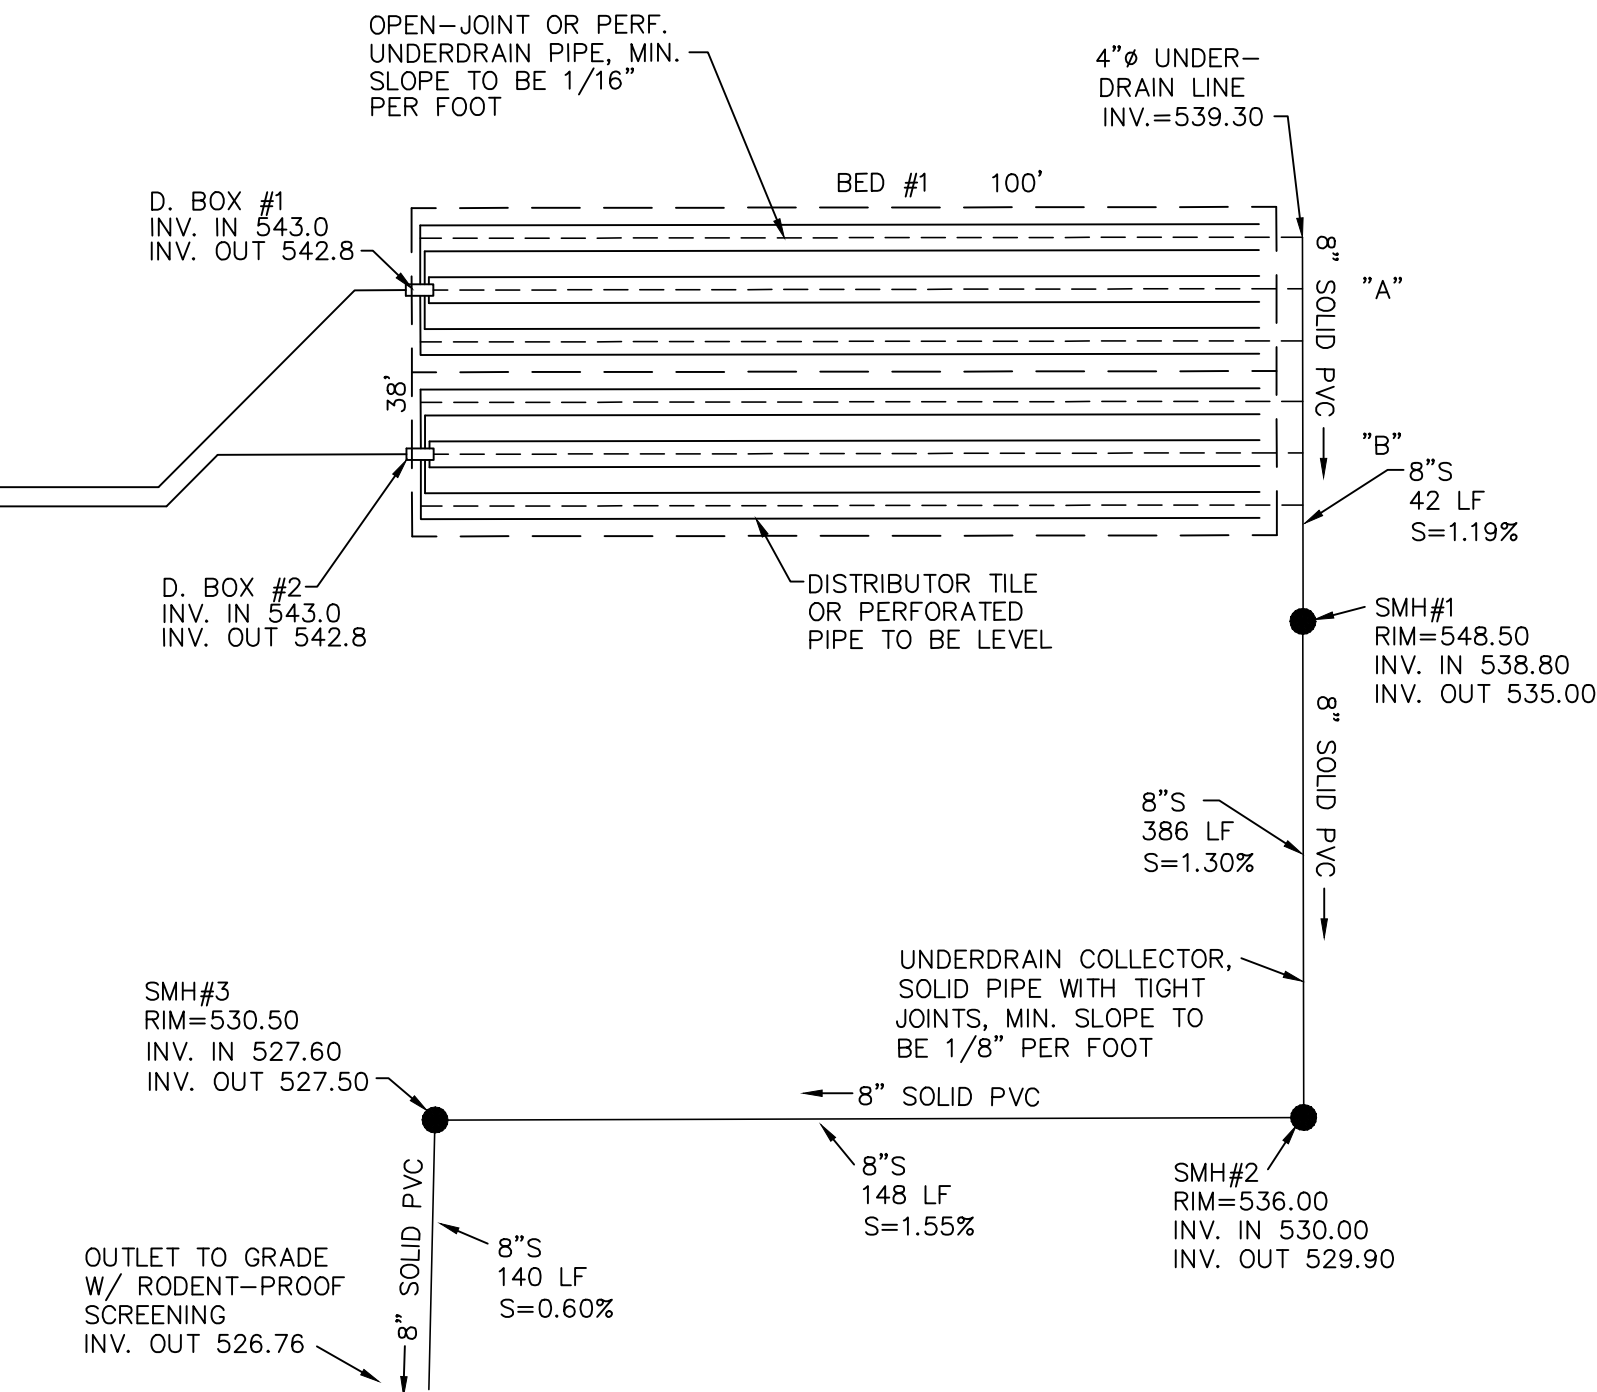 OPEN-JOINT OR PERF.
UNDERDRAIN PIPE, MIN.
SLOPE TO BE 1/16"
PER FOOT
4"ø UNDER-
DRAIN LINE
INV.=539.30
BED #1 100'
D. BOX #1
INV. IN 543.0
INV. OUT 542.8
8" SOLID PVC
"A"
38'
"B"
8"S
42 LF
S=1.19%
D. BOX #2
INV. IN 543.0
INV. OUT 542.8
DISTRIBUTOR TILE
OR PERFORATED
PIPE TO BE LEVEL
SMH#1
RIM=548.50
INV. IN 538.80
INV. OUT 535.00
8" SOLID PVC
8"S
386 LF
S=1.30%
UNDERDRAIN COLLECTOR,
SOLID PIPE WITH TIGHT
JOINTS, MIN. SLOPE TO
BE 1/8" PER FOOT
SMH#3
RIM=530.50
INV. IN 527.60
INV. OUT 527.50
8" SOLID PVC
8"S
148 LF
S=1.55%
SMH#2
RIM=536.00
INV. IN 530.00
INV. OUT 529.90
8" SOLID PVC
8"S
140 LF
S=0.60%
OUTLET TO GRADE
W/ RODENT-PROOF
SCREENING
INV. OUT 526.76